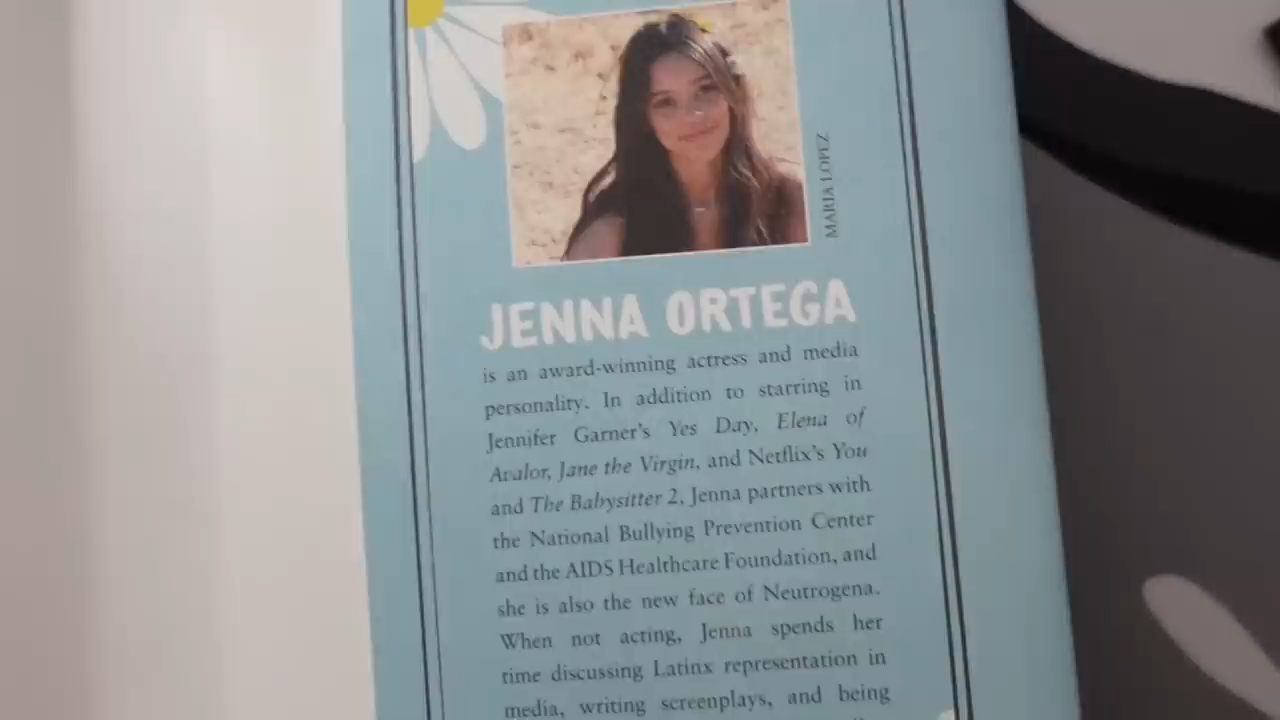 MARIA LOPEZ
JENNA ORTEGA
is an award-winning actress and media
personality. In addition to starring in
Jennifer Garner's Yes Day, Elena of
Avalor, Jane the Virgin, and Netflix's You
and The Babysitter 2, Jenna partners with
the National Bullying Prevention Center
and the AIDS Healthcare Foundation, and
she is also the new face of Neutrogena.
When not acting, Jenna spends her
time discussing Latinx representation in
media, writing screenplays, and being